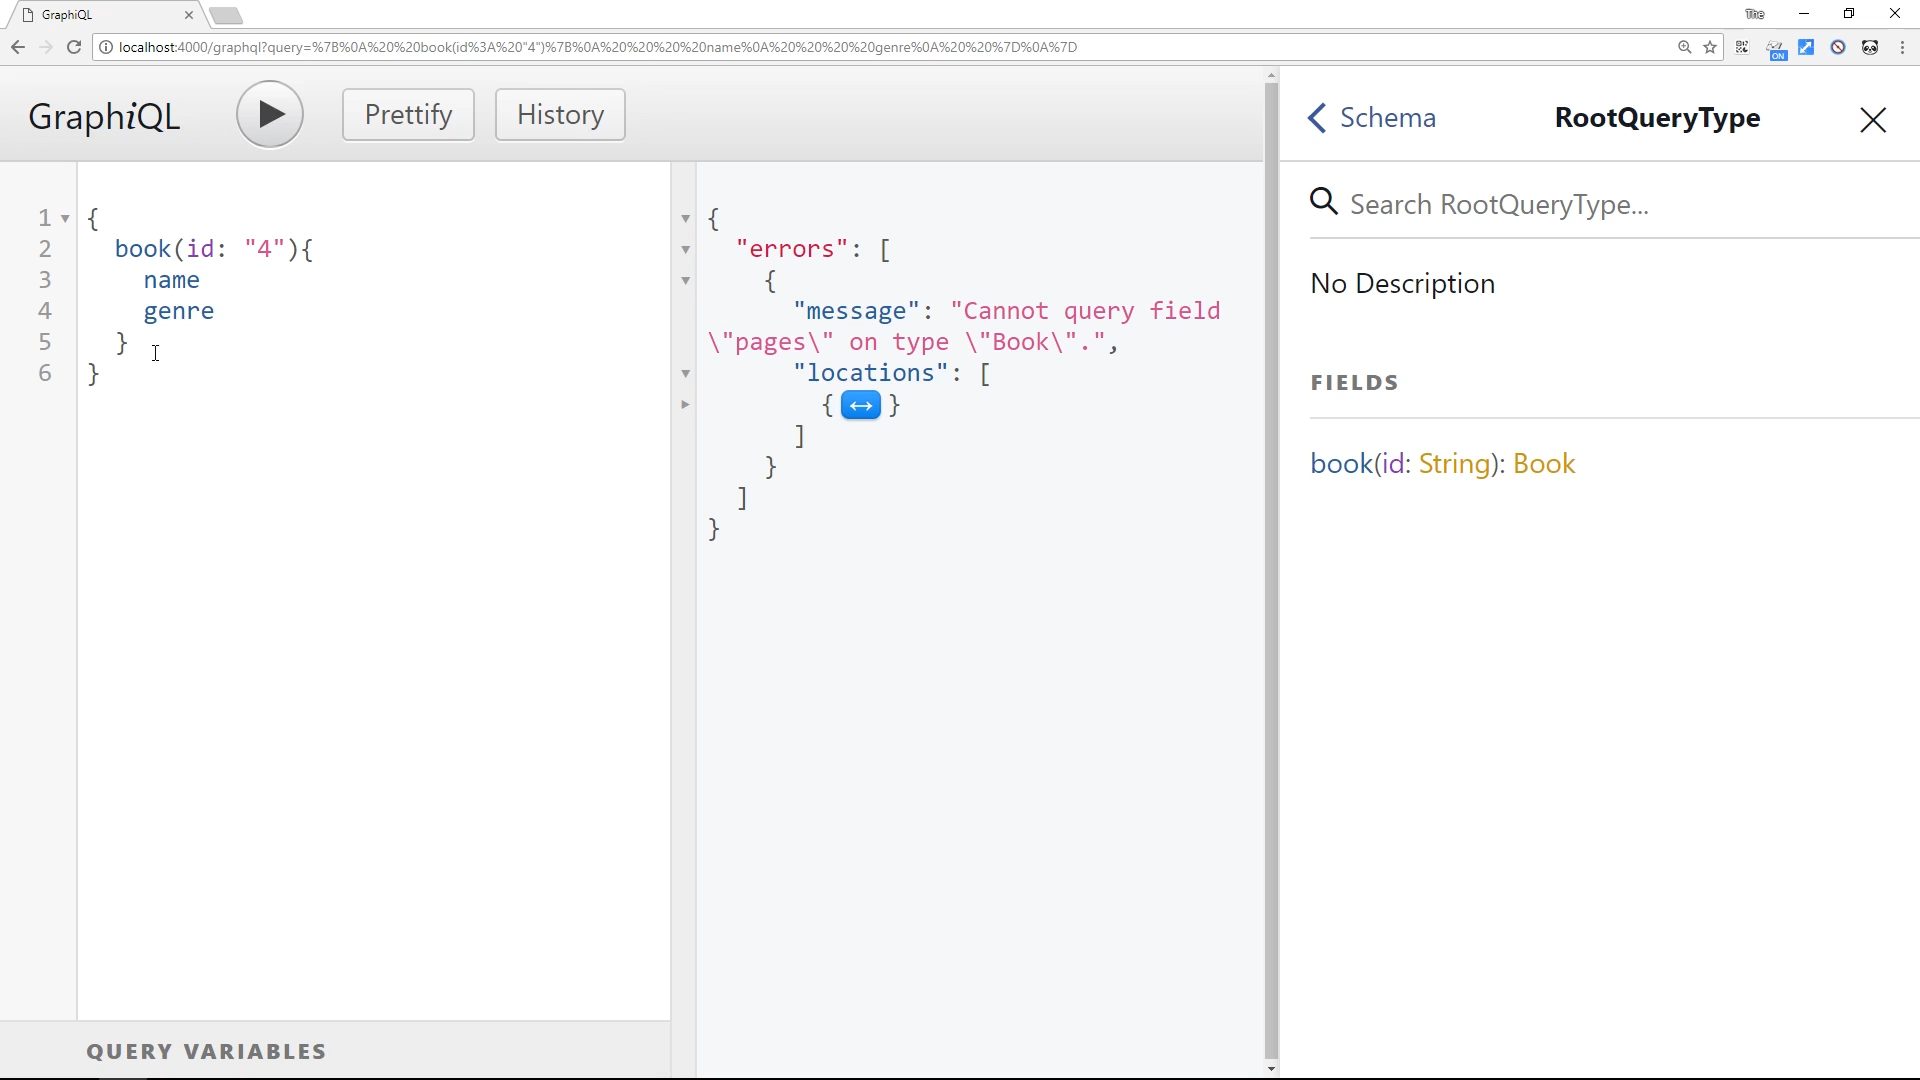 GraphiQL
The
localhost:4000/graphql?query=%7B%0A%20%20book(id%3A%20"4")%7B%0A%20%20%20%20name%0A%20%20%20%20genre%0A%20%20%7D%0A%7D
ON
GraphiQL
Prettify
History
Schema
RootQueryType
Search RootQueryType...
No Description
FIELDS
book(id: String): Book
1 {
2 book(id: "4"){
3 name
4 genre
5 }
6 }
{
"errors": [
{
"message": "Cannot query field
\"pages\" on type \"Book\".",
"locations": [
{ ↔ }
]
}
]
}
QUERY VARIABLES